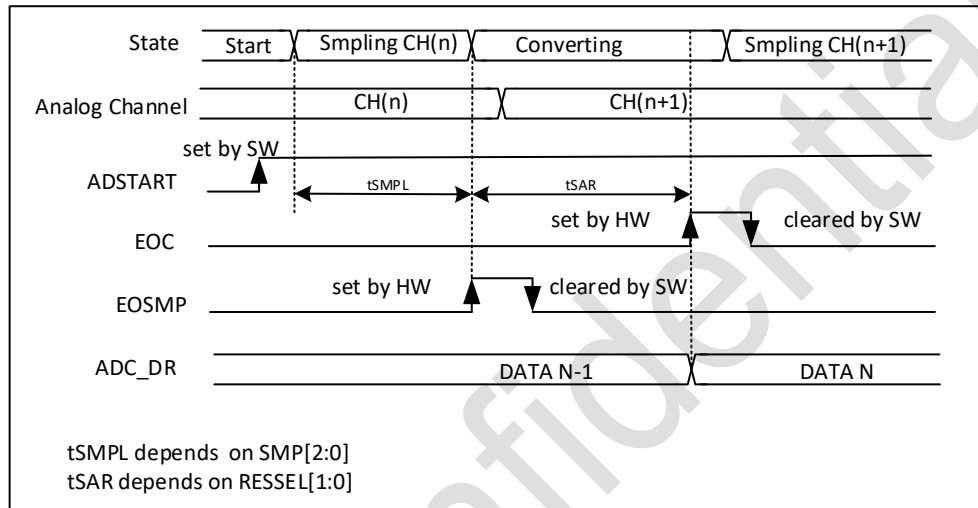 State Start Smpling CH(n) Converting Smpling CH(n+1)
Analog Channel CH(n) CH(n+1)
set by SW
ADSTART tSMPL tSAR
set by HW cleared by SW
EOC
set by HW cleared by SW
EOSMP
ADC_DR DATA N-1 DATA N
tSMPL depends on SMP[2:0]
tSAR depends on RESSEL[1:0]
onfidentia